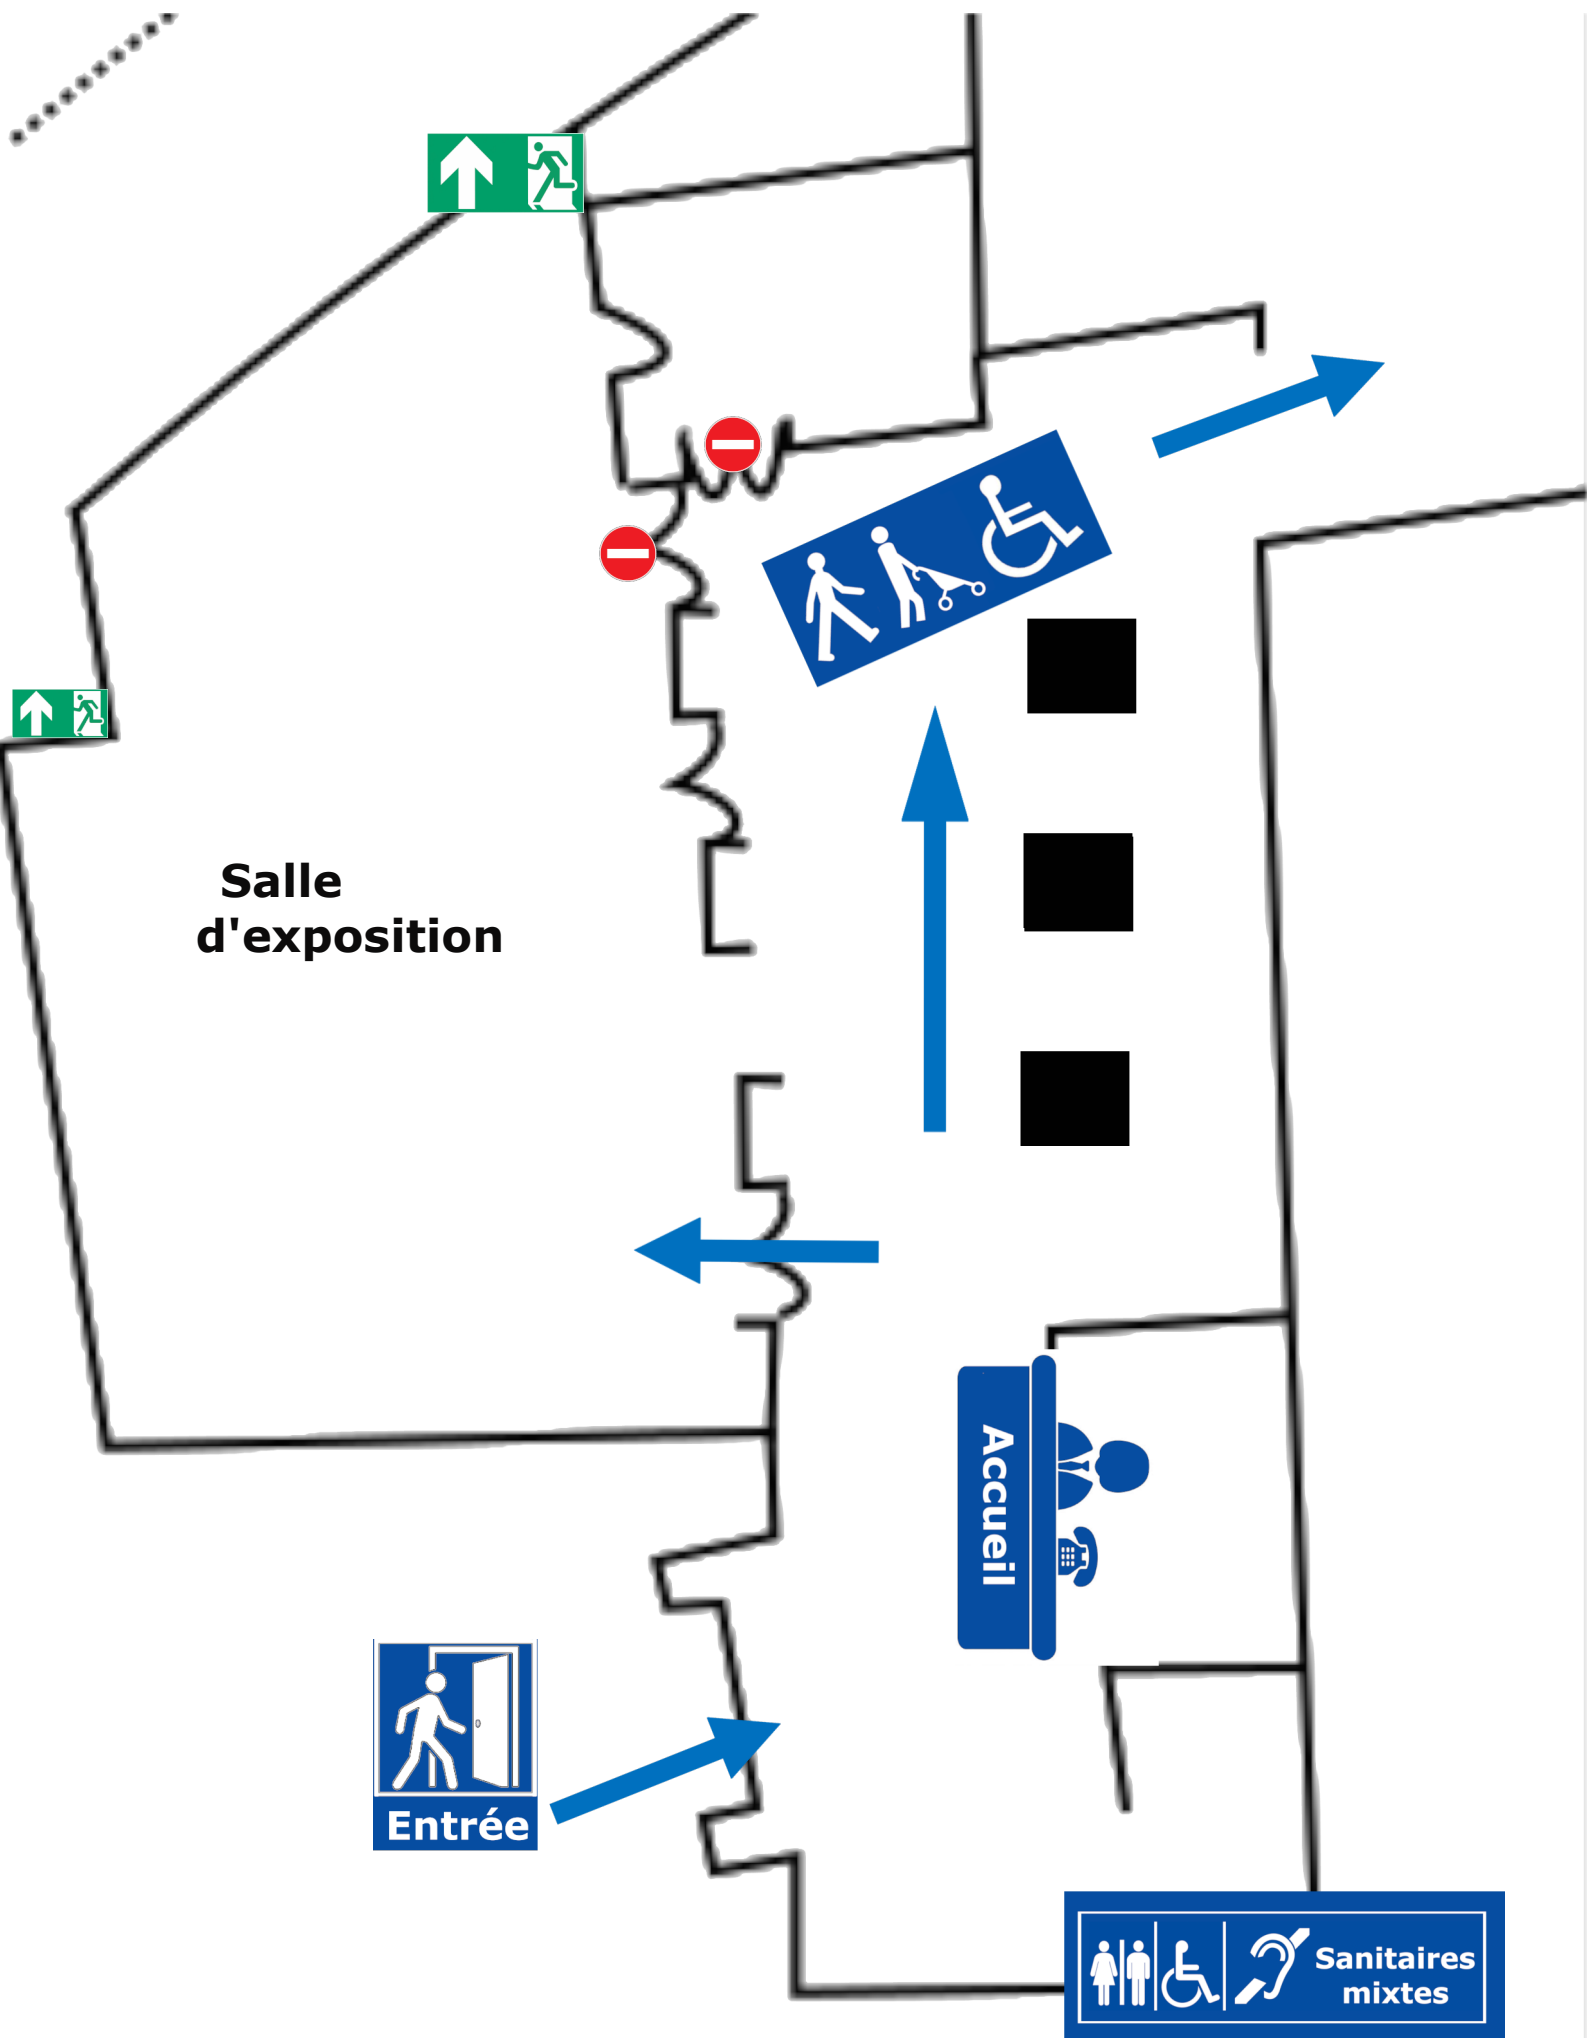 Salle
d'exposition
Accueil
Entrée
Sanitaires
mixtes